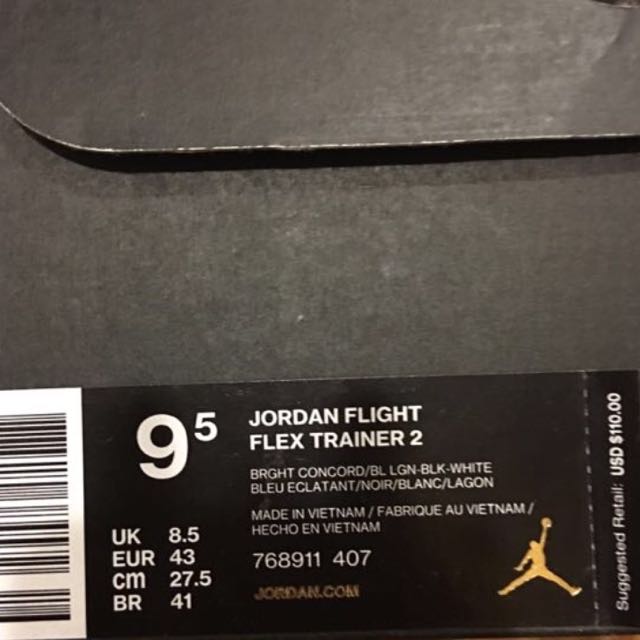 9⁵
JORDAN FLIGHT
FLEX TRAINER 2
BRGHT CONCORD/BL LGN-BLK-WHITE
BLEU ECLATANT/NOIR/BLANC/LAGON
MADE IN VIETNAM / FABRIQUE AU VIETNAM /
HECHO EN VIETNAM
UK 8.5
EUR 43
cm 27.5
BR 41
768911 407
JORDAN.COM
Suggested Retail: USD $110.00